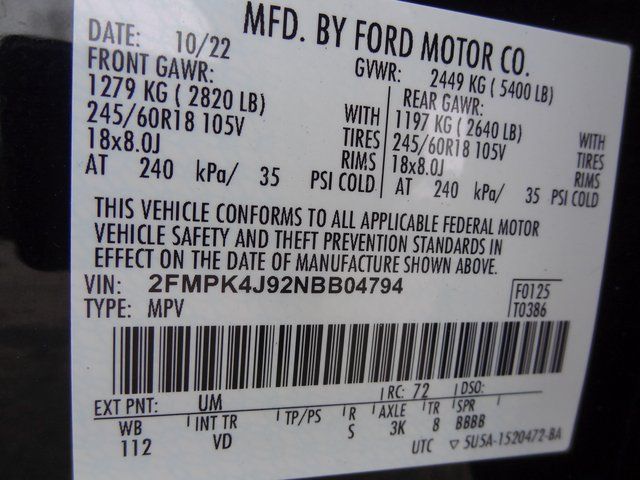 MFD. BY FORD MOTOR CO.
DATE: 10/22 GVWR: 2449 KG ( 5400 LB)
FRONT GAWR:
1279 KG ( 2820 LB)
245/60R18 105V WITH
18x8.0J TIRES
RIMS
AT 240 kPa/ 35 PSI COLD
REAR GAWR:
1197 KG ( 2640 LB)
245/60R18 105V WITH
18x8.0J TIRES
RIMS
AT 240 kPa/ 35 PSI COLD
THIS VEHICLE CONFORMS TO ALL APPLICABLE FEDERAL MOTOR
VEHICLE SAFETY AND THEFT PREVENTION STANDARDS IN
EFFECT ON THE DATE OF MANUFACTURE SHOWN ABOVE.
VIN: 2FMPK4J92NBB04794
TYPE: MPV
F0125
T0386
EXT PNT: UM RC: 72 DSO:
WB INT TR TP/PS R AXLE TR SPR
112 VD S 3K 8 BBBB
UTC ▽ 5U5A-1520472-BA